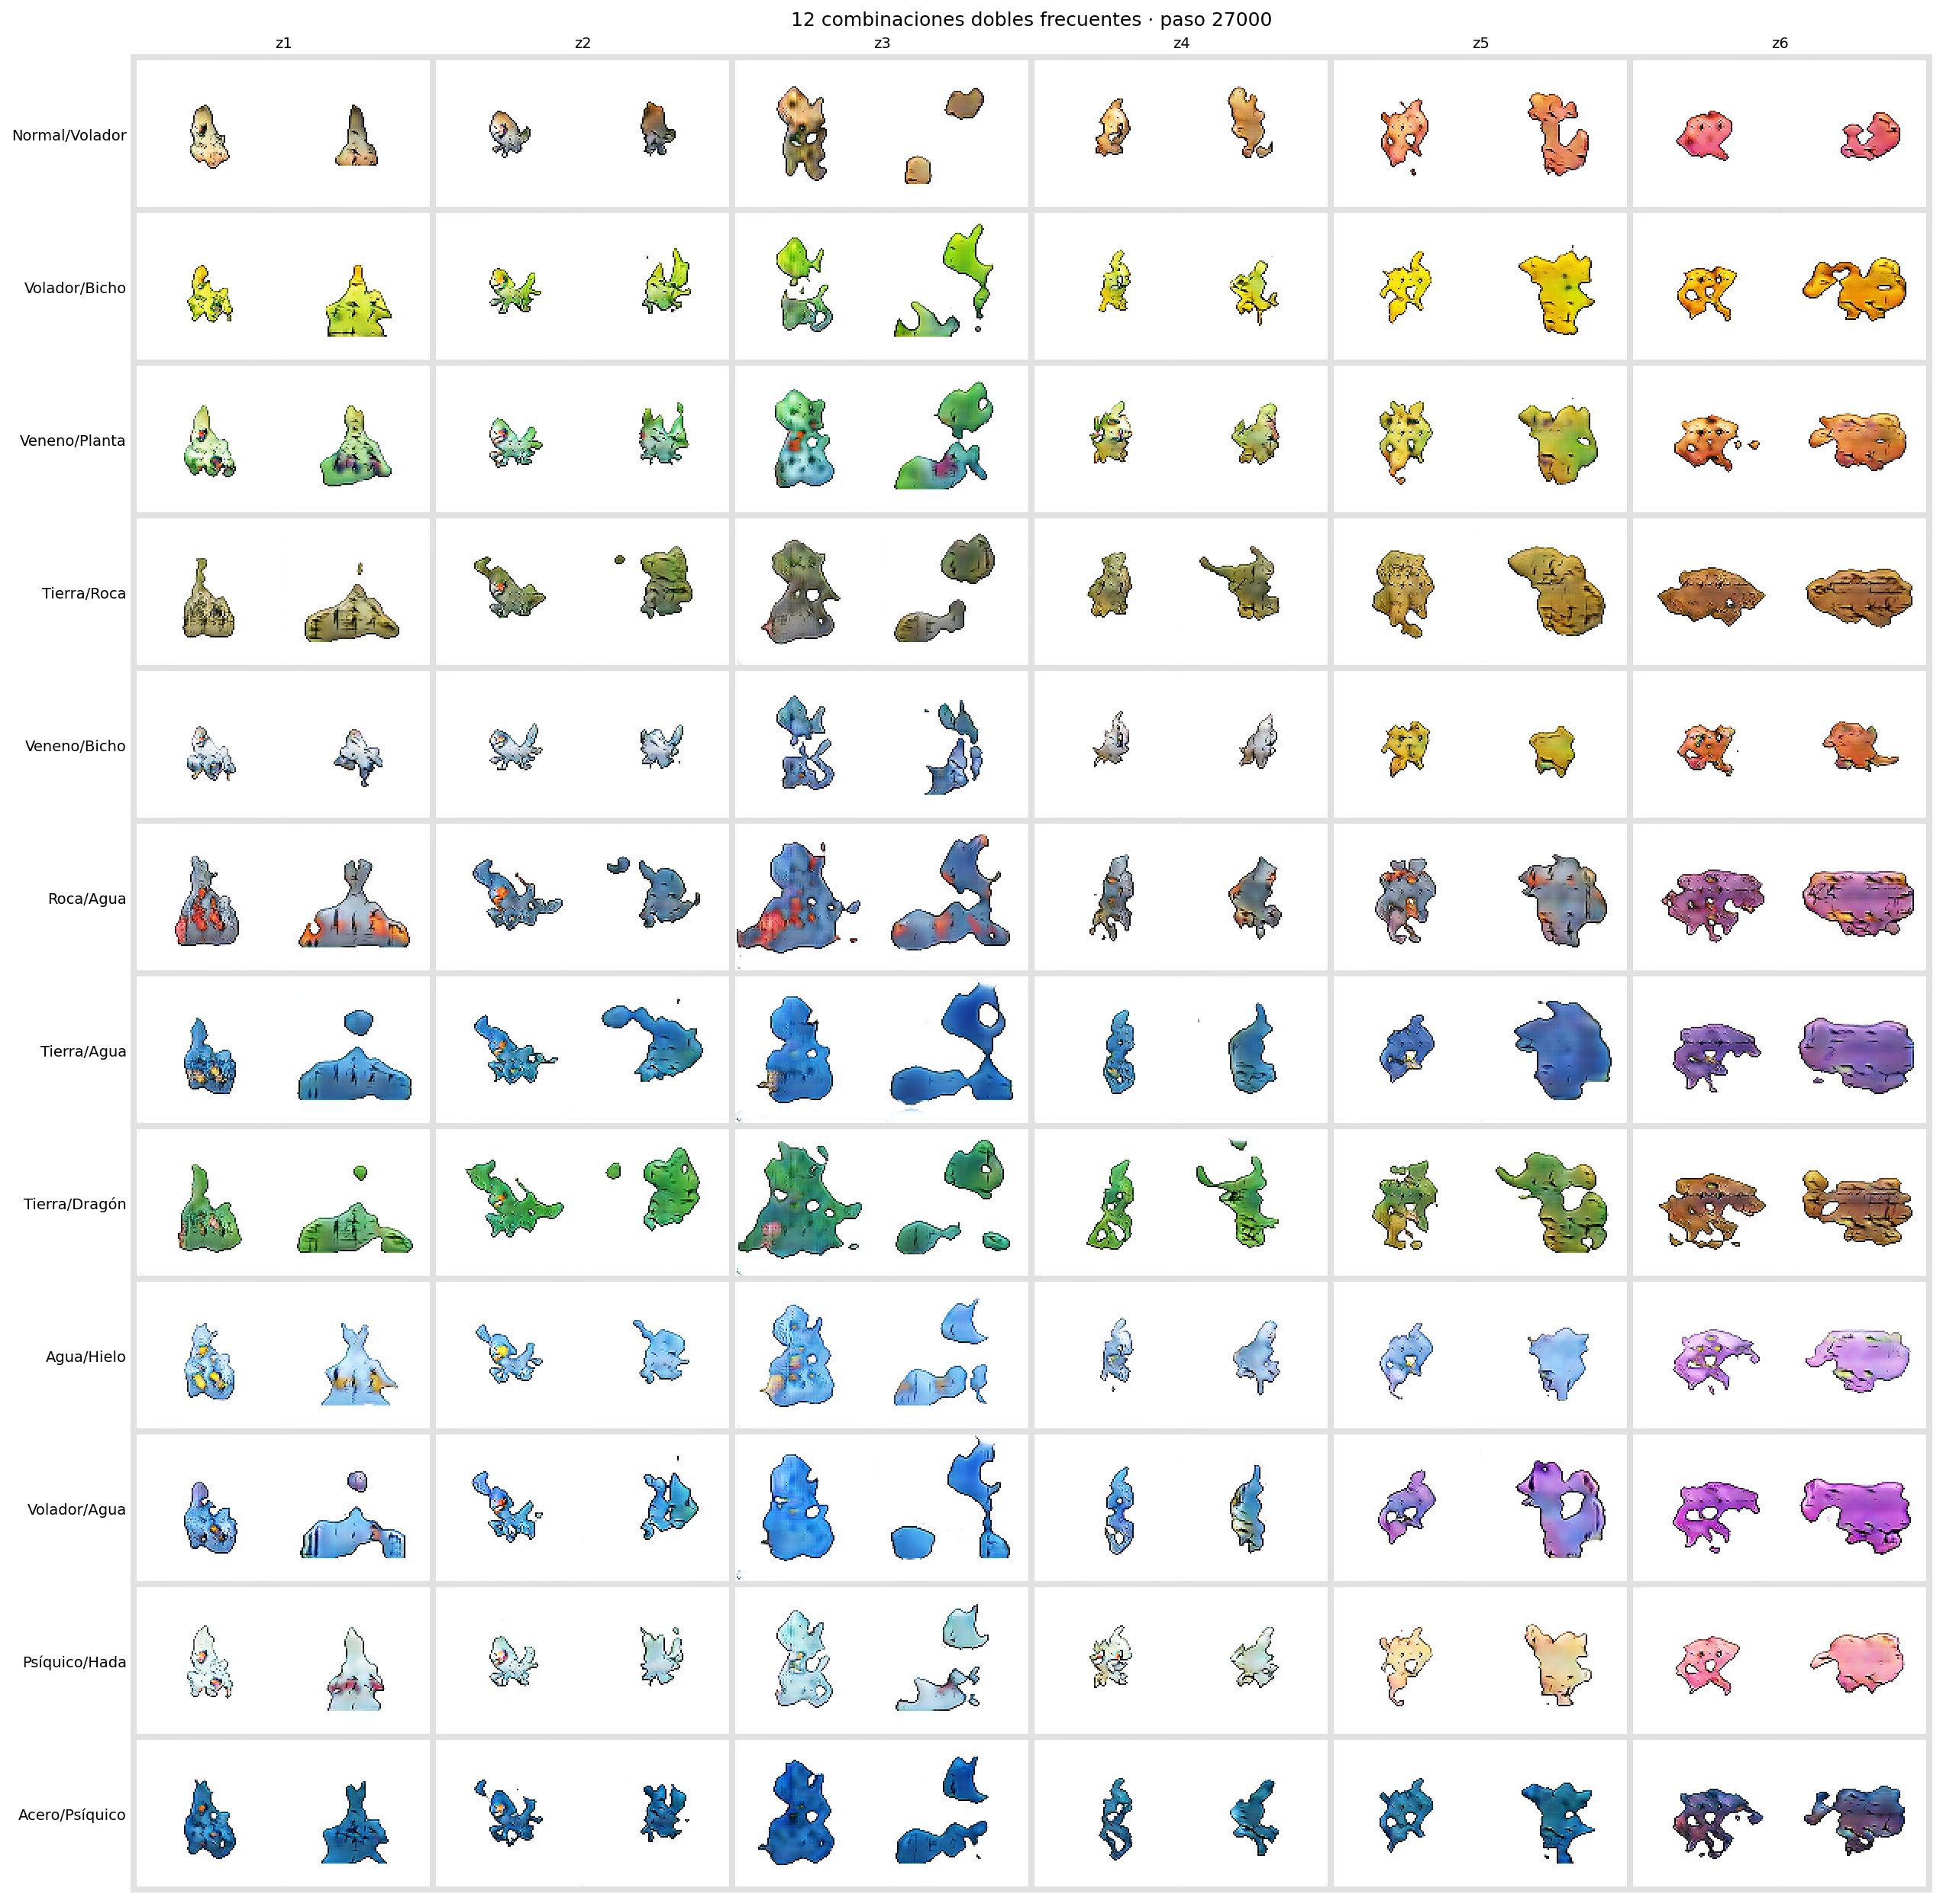 12 combinaciones dobles frecuentes · paso 27000
z1 z2 z3 z4 z5 z6
Normal/Volador
Volador/Bicho
Veneno/Planta
Tierra/Roca
Veneno/Bicho
Roca/Agua
Tierra/Agua
Tierra/Dragón
Agua/Hielo
Volador/Agua
Psíquico/Hada
Acero/Psíquico